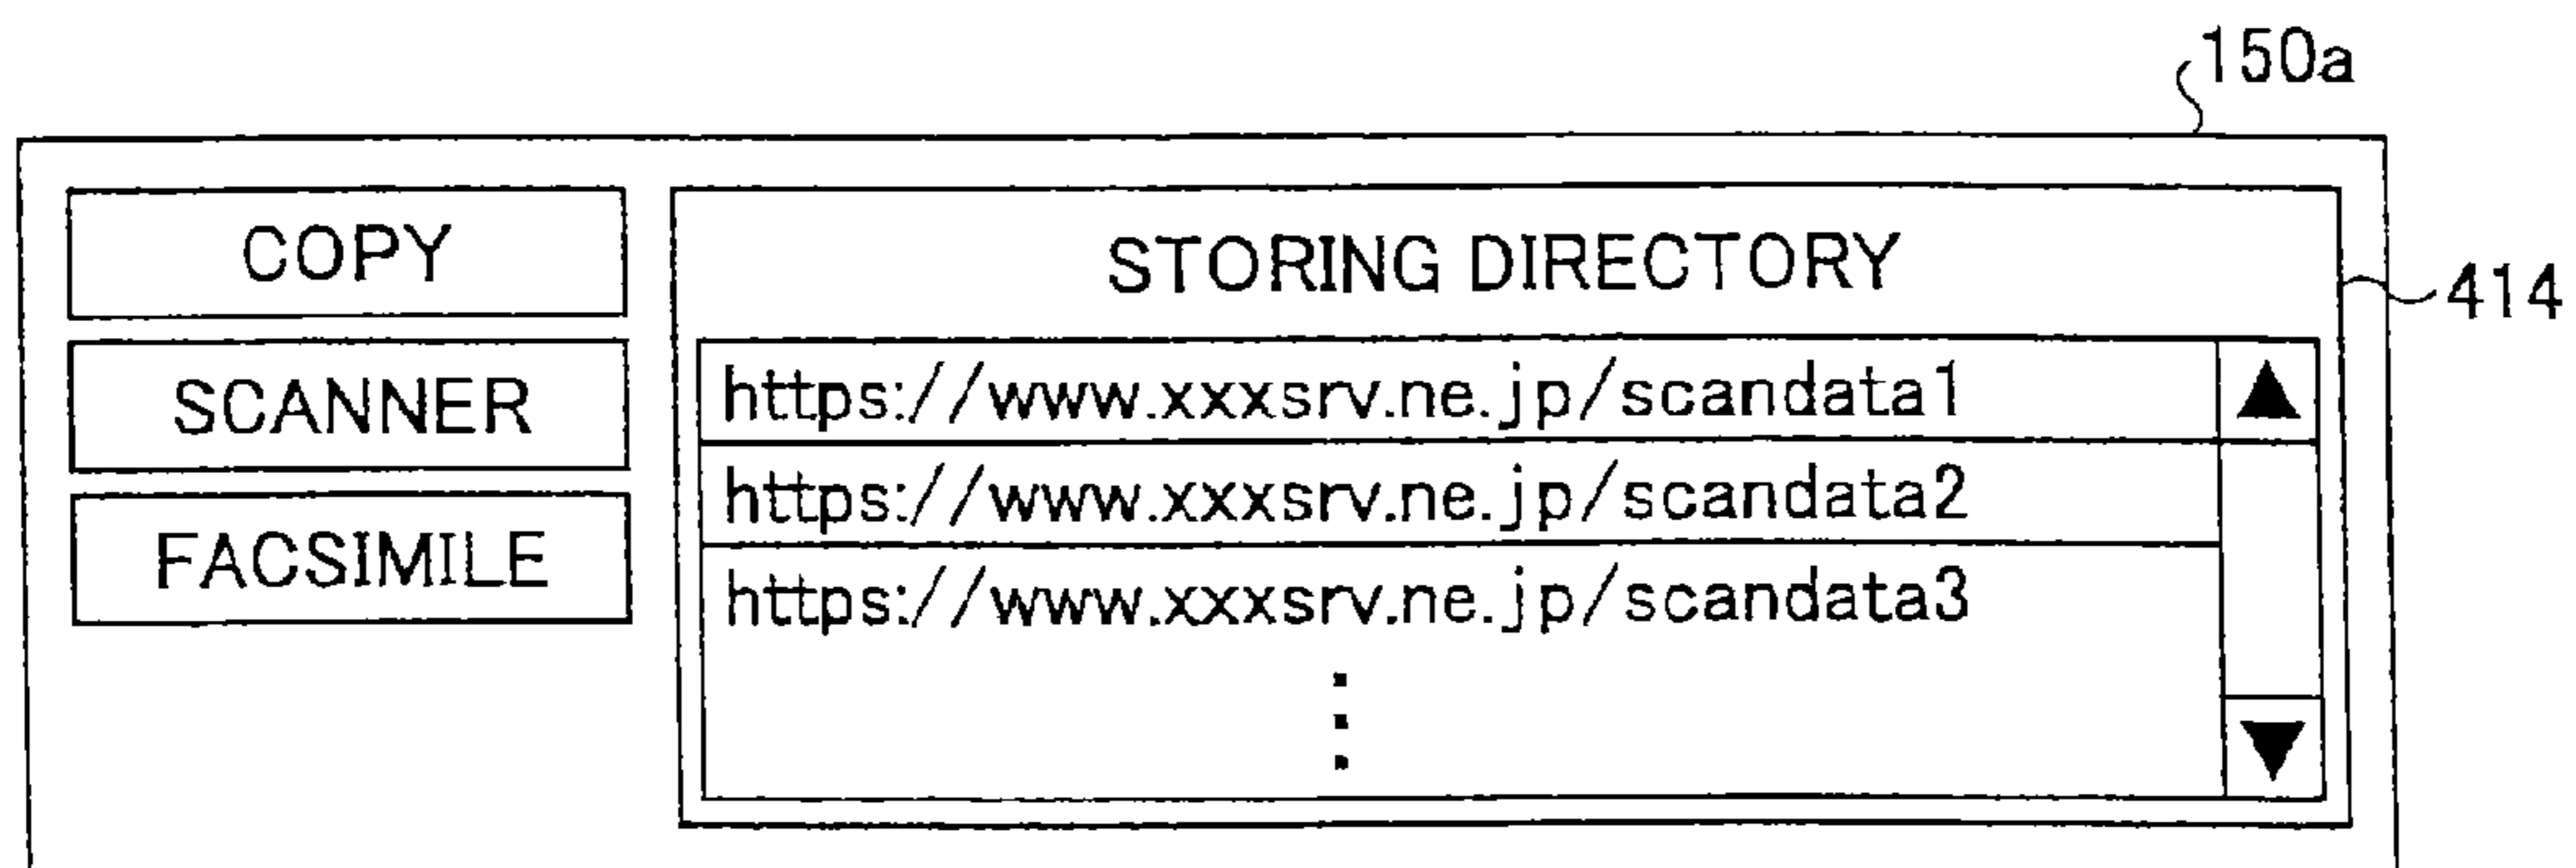 150a
COPY
SCANNER
FACSIMILE
STORING DIRECTORY
414
https://www.xxxsrv.ne.jp/scandata1
https://www.xxxsrv.ne.jp/scandata2
https://www.xxxsrv.ne.jp/scandata3